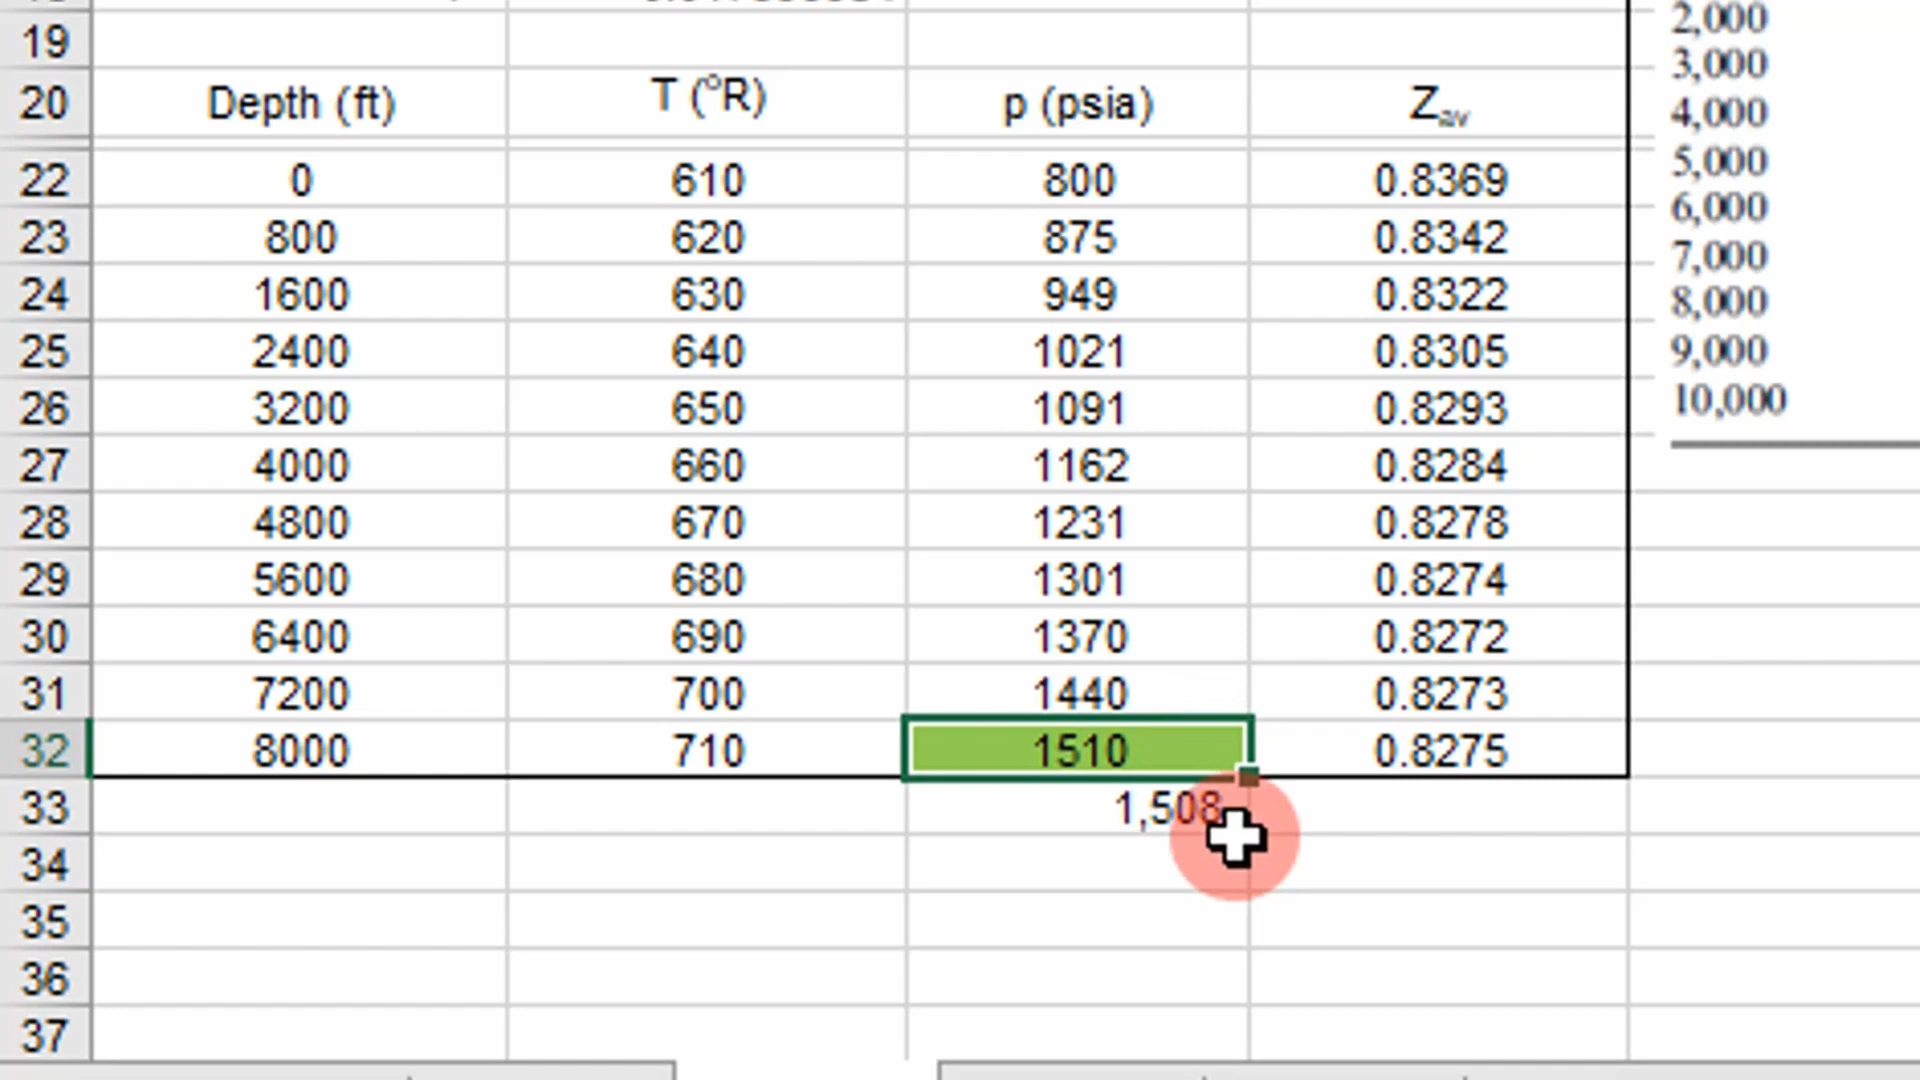 2,000
19 3,000
20 Depth (ft) T (°R) p (psia) Zav 4,000
5,000
22 0 610 800 0.8369 6,000
23 800 620 875 0.8342 7,000
24 1600 630 949 0.8322 8,000
25 2400 640 1021 0.8305 9,000
26 3200 650 1091 0.8293 10,000
27 4000 660 1162 0.8284
28 4800 670 1231 0.8278
29 5600 680 1301 0.8274
30 6400 690 1370 0.8272
31 7200 700 1440 0.8273
32 8000 710 1510 0.8275
33 1,508
34
35
36
37